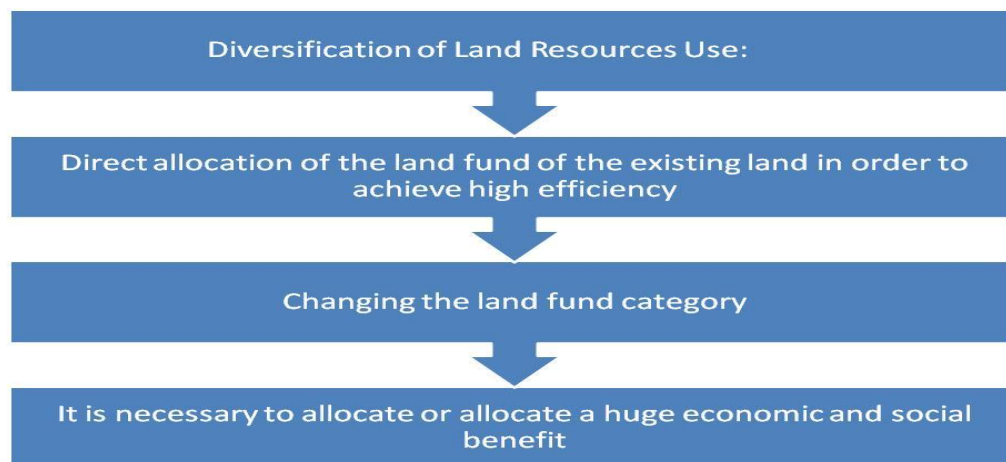 Diversification of Land Resources Use:
Direct allocation of the land fund of the existing land in order to
achieve high efficiency
Changing the land fund category
It is necessary to allocate or allocate a huge economic and social
benefit